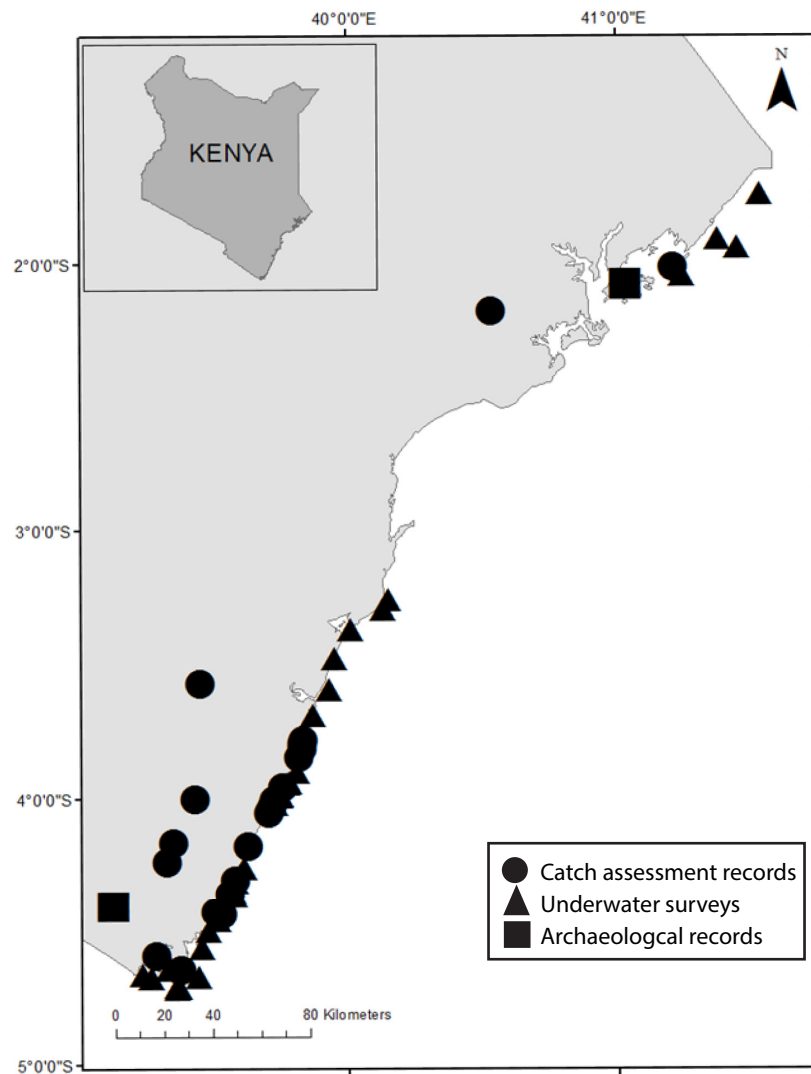 40°0'0"E 41°0'0"E
N
KENYA
2°0'0"S
3°0'0"S
4°0'0"S
Catch assessment records
Underwater surveys
Archaeologcal records
0 20 40 80 Kilometers
5°0'0"S